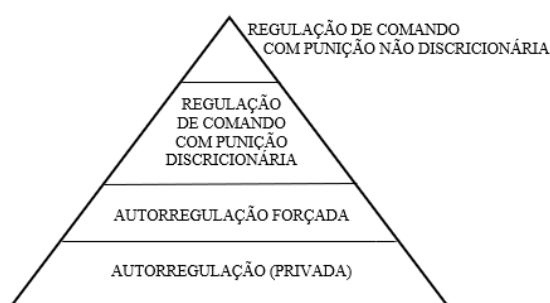 REGULAÇÃO DE COMANDO
COM PUNIÇÃO NÃO DISCRICIONÁRIA
REGULAÇÃO
DE COMANDO
COM PUNIÇÃO
DISCRICIONÁRIA
AUTORREGULAÇÃO FORÇADA
AUTORREGULAÇÃO (PRIVADA)